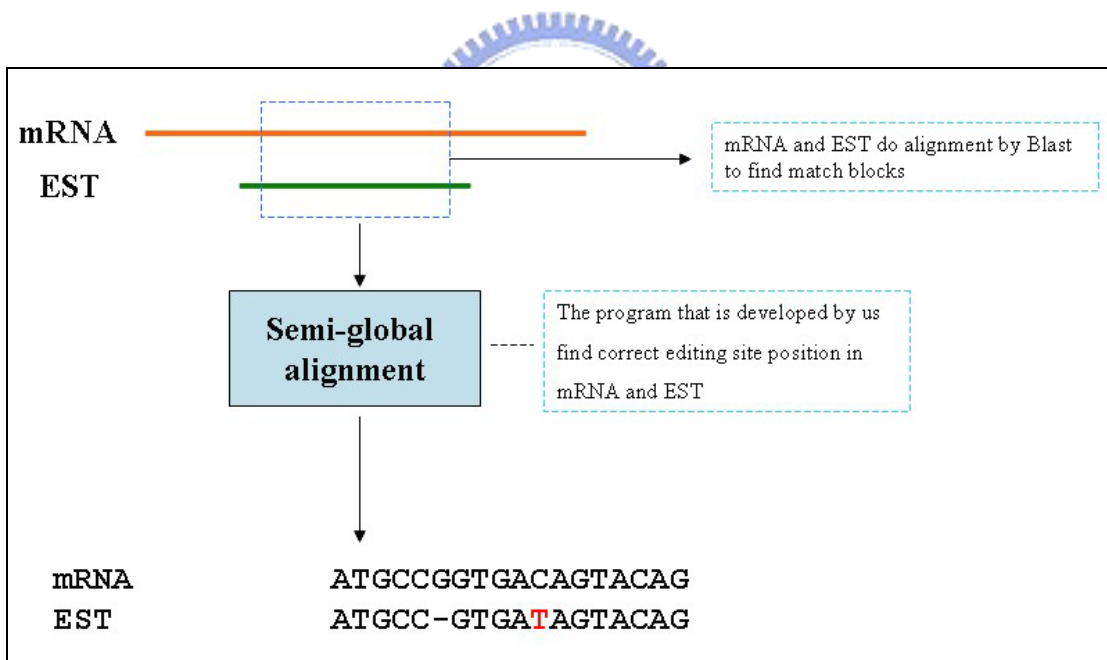 mRNA
EST
mRNA and EST do alignment by Blast
to find match blocks
Semi-global
alignment
The program that is developed by us
find correct editing site position in
mRNA and EST
mRNA ATGCCGGTGACAGTACAG
EST ATGCC-GTGATAGTACAG